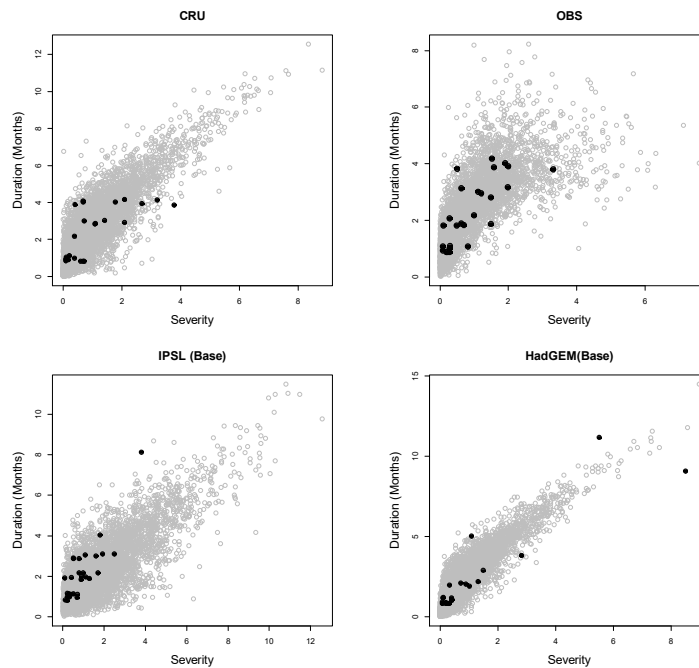 CRU
OBS
Duration (Months)
0 2 4 6 8 10 12
0 2 4 6 8
Severity
Duration (Months)
0 2 4 6 8
0 2 4 6
Severity
IPSL (Base)
HadGEM(Base)
Duration (Months)
0 2 4 6 8 10
0 2 4 6 8 10 12
Severity
Duration (Months)
0 5 10 15
0 2 4 6 8
Severity